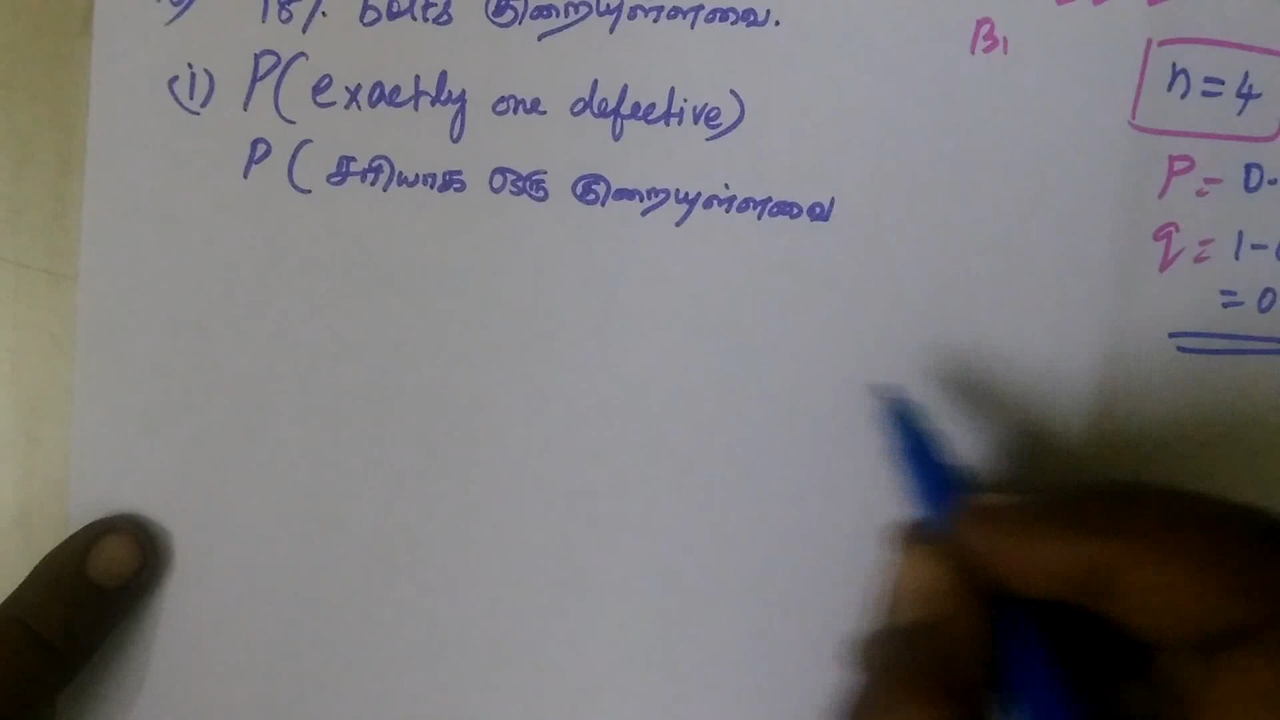 18% bolts குறையுள்ளவை.
(i) P(exactly one defective)
P(சரியாக ஒரு குறையுள்ளவை
B₁
n=4
P= 0.
q= 1-
= 0